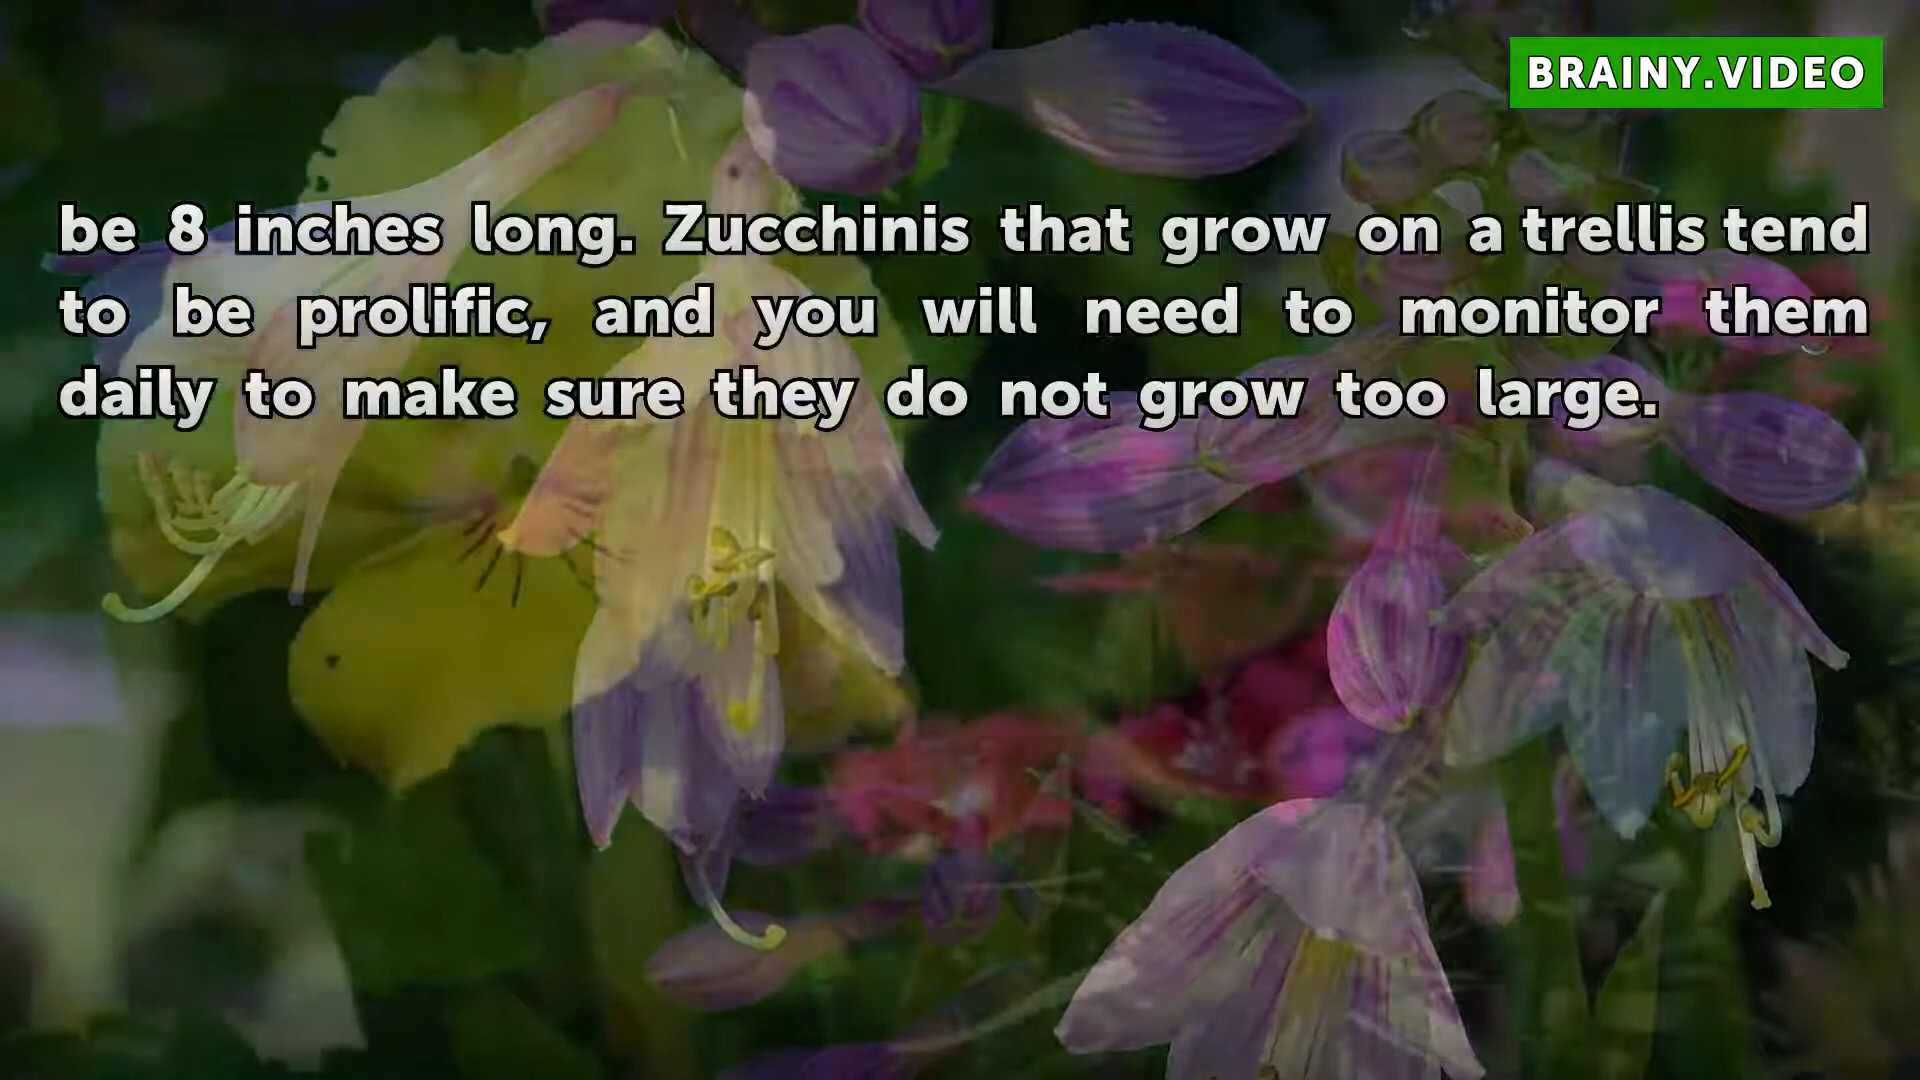 BRAINY.VIDEO
be 8 inches long. Zucchinis that grow on a trellis tend
to be prolific, and you will need to monitor them
daily to make sure they do not grow too large.